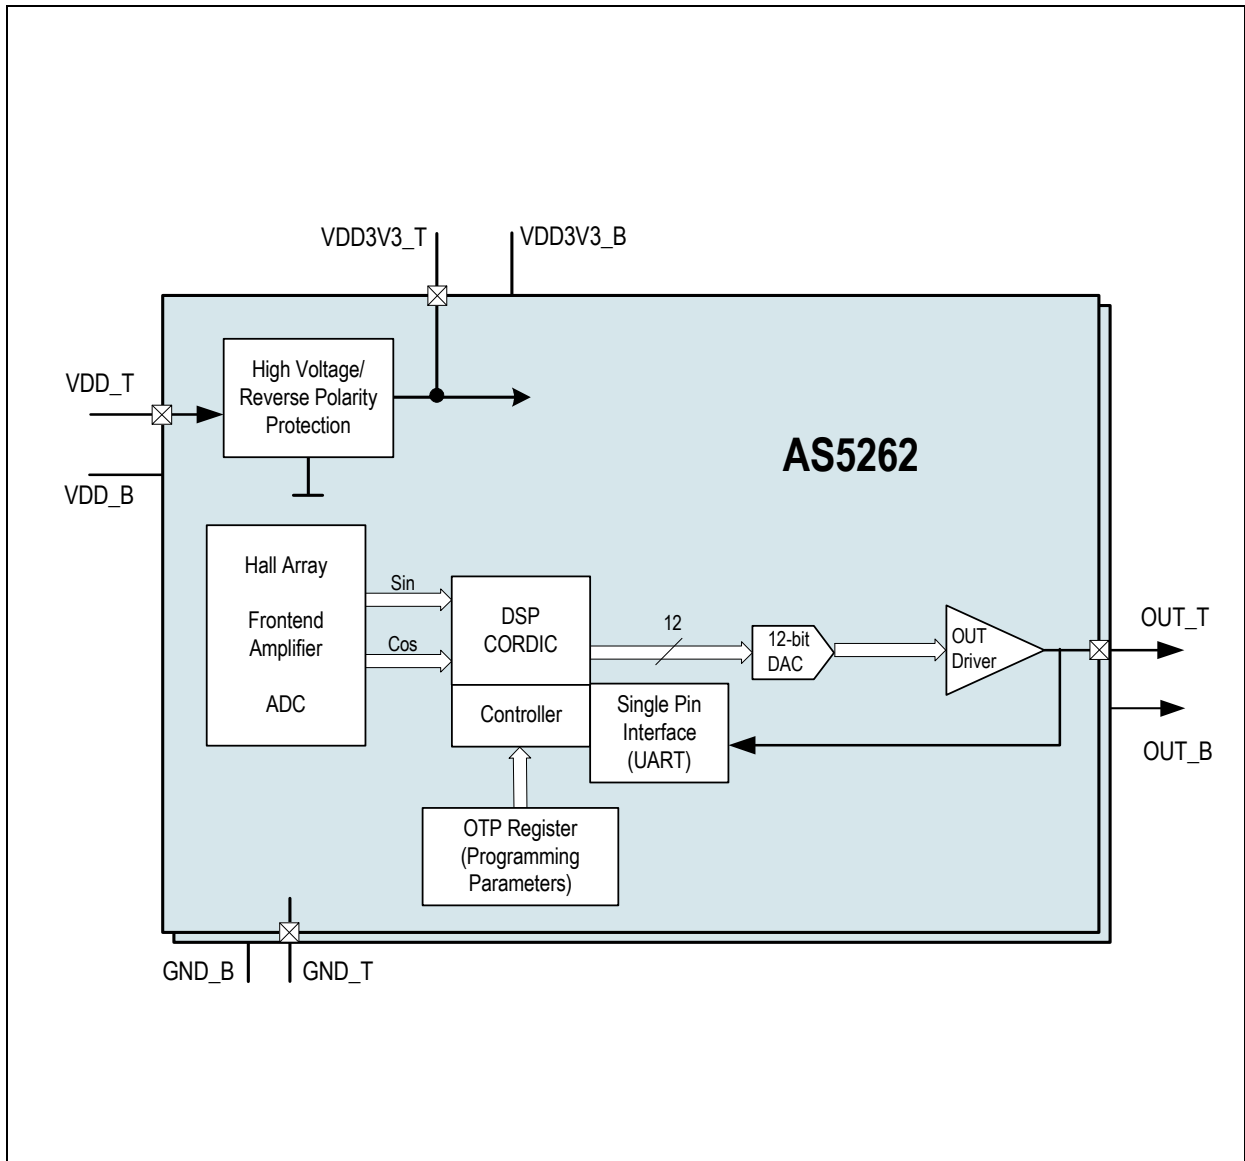 VDD3V3_T
VDD3V3_B
High Voltage/
Reverse Polarity
Protection
VDD_T
VDD_B
AS5262
Hall Array
Frontend
Amplifier
ADC
Sin
Cos
DSP
CORDIC
Controller
12
12-bit
DAC
OUT
Driver
OUT_T
OUT_B
Single Pin
Interface
(UART)
OTP Register
(Programming
Parameters)
GND_B
GND_T